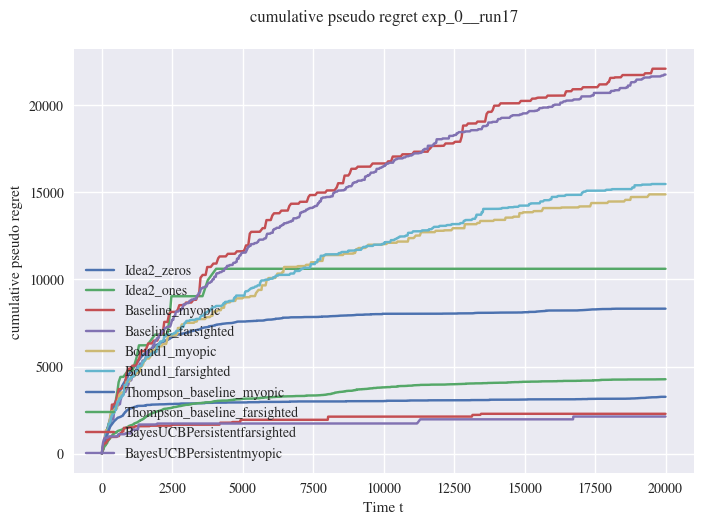 cumulative pseudo regret exp_0__run17
cumulative pseudo regret
20000
15000
10000
5000
0
Idea2_zeros
Idea2_ones
Baseline_myopic
Baseline_farsighted
Bound1_myopic
Bound1_farsighted
Thompson_baseline_myopic
Thompson_baseline_farsighted
BayesUCBPersistentfarsighted
BayesUCBPersistentmyopic
0 2500 5000 7500 10000 12500 15000 17500 20000
Time t